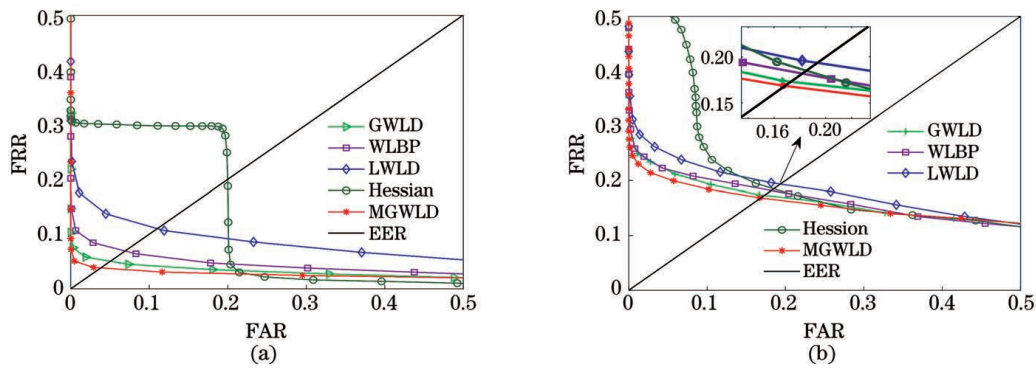 0.5
0.4
0.3
0.2
0.1
0
FRR
0 0.1 0.2 0.3 0.4 0.5
FAR
GWLD
WLBP
LWLD
Hessian
MGWLD
EER
(a)
0.5
0.4
0.3
0.2
0.1
0
FRR
0 0.1 0.2 0.3 0.4 0.5
FAR
0.20
0.15
0.16 0.20
GWLD
WLBP
LWLD
Hession
MGWLD
EER
(b)